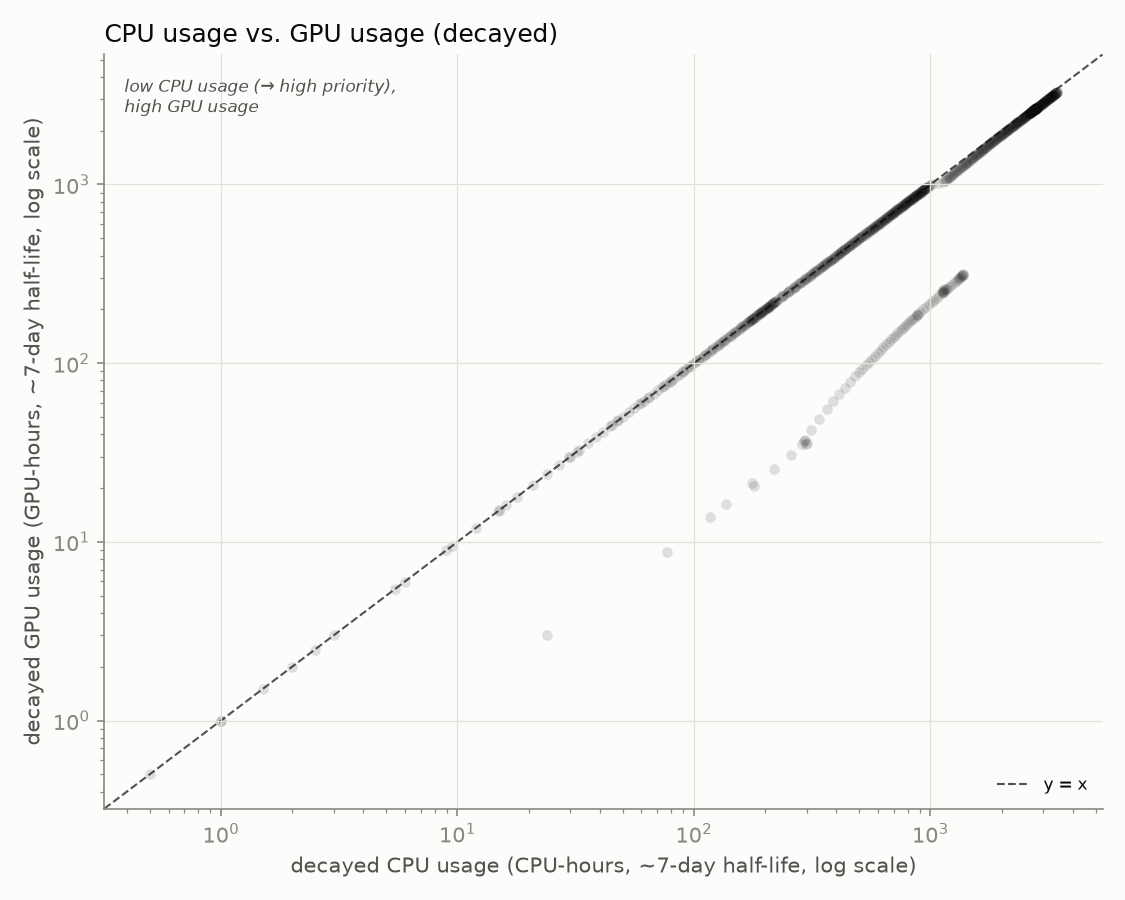 CPU usage vs. GPU usage (decayed)
low CPU usage (→ high priority),
high GPU usage
decayed GPU usage (GPU-hours, ~7-day half-life, log scale)
10³
10²
10¹
10⁰
y = x
10⁰ 10¹ 10² 10³
decayed CPU usage (CPU-hours, ~7-day half-life, log scale)